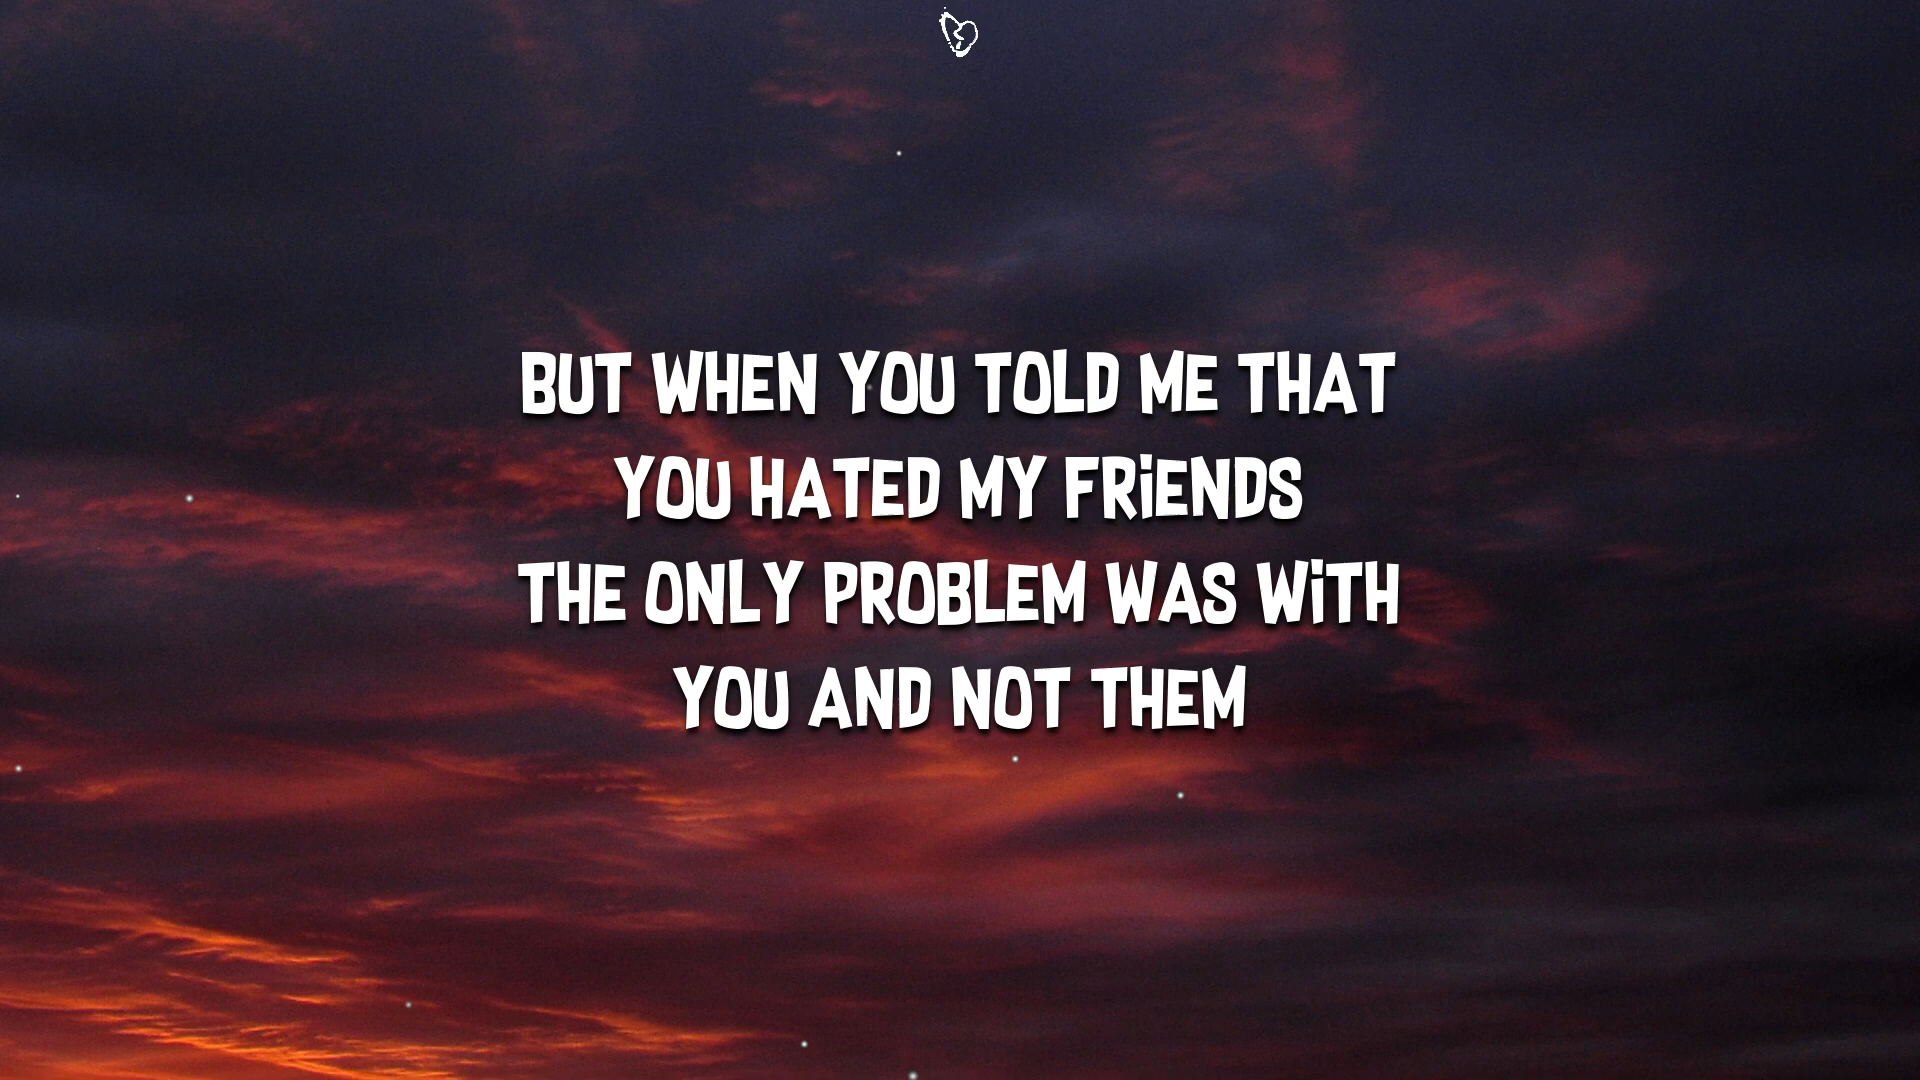 BUT WHEN YOU TOLD ME THAT
YOU HATED MY FRiENDS
THE ONLY PROBLEM WAS WiTH
YOU AND NOT THEM